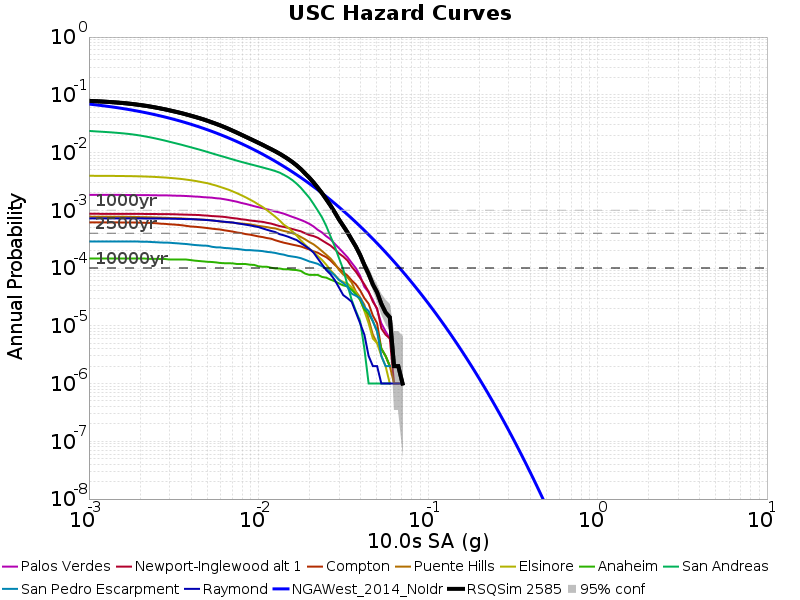 USC Hazard Curves
Annual Probability
10^0
10^-1
10^-2
10^-3
10^-4
10^-5
10^-6
10^-7
10^-8
1000yr
2500yr
10000yr
10^-3 10^-2 10^-1 10^0 10^1
10.0s SA (g)
Palos Verdes Newport-Inglewood alt 1 Compton Puente Hills Elsinore Anaheim San Andreas
San Pedro Escarpment Raymond NGAWest_2014_NoIdr RSQSim 2585 95% conf